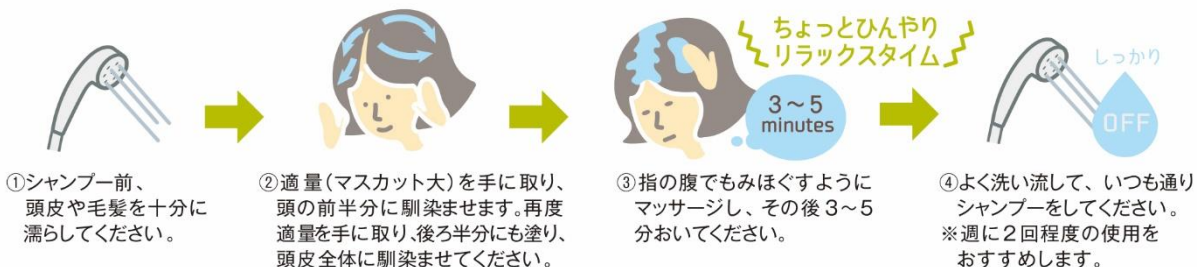 ①シャンプー前、
頭皮や毛髪を十分に
濡らしてください。
②適量(マスカット大)を手に取り、
頭の前半分に馴染ませます。再度
適量を手に取り、後ろ半分にも塗り、
頭皮全体に馴染ませてください。
ちょっとひんやり
リラックスタイム
3~5
minutes
③指の腹でもみほぐすように
マッサージし、その後3~5
分おいてください。
しっかり
OFF
④よく洗い流して、いつも通り
シャンプーをしてください。
※週に2回程度の使用を
おすすめします。